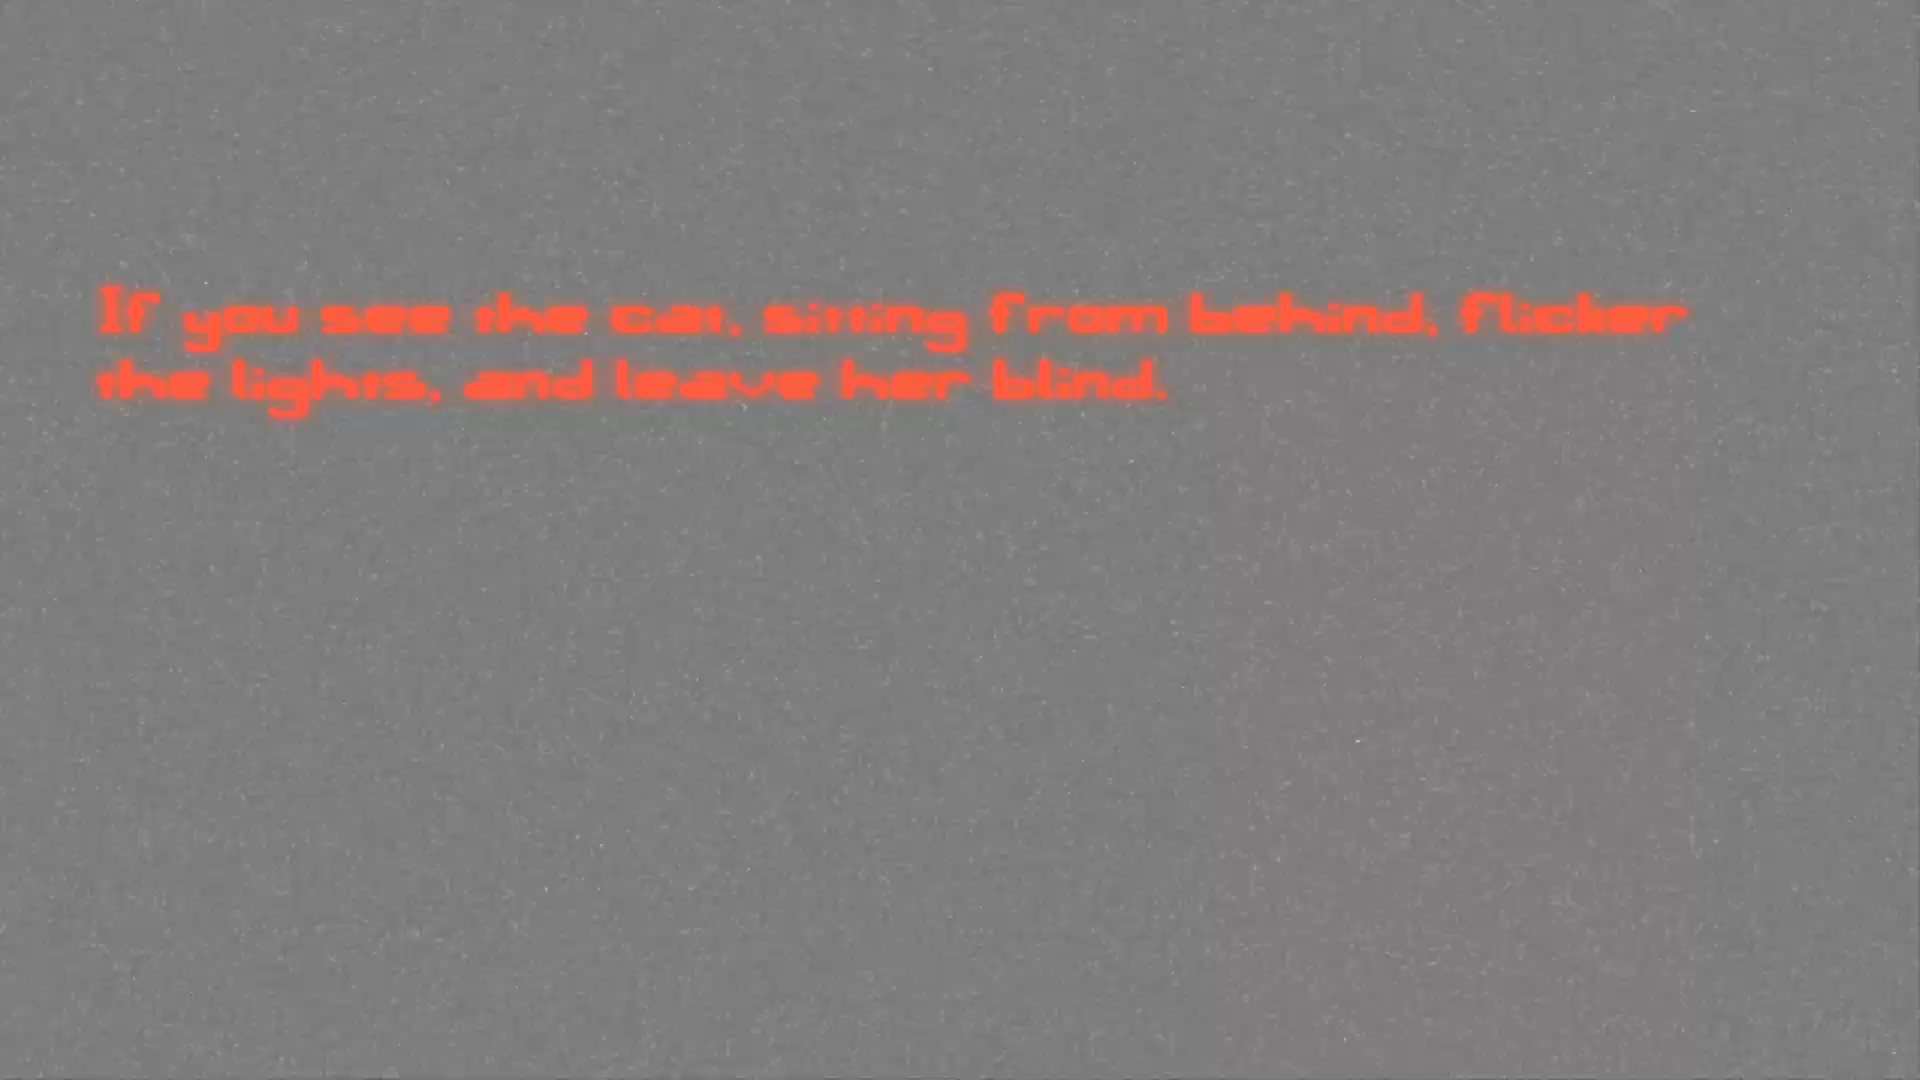 If you see the cat, sitting from behind, flicker
the lights, and leave her blind.